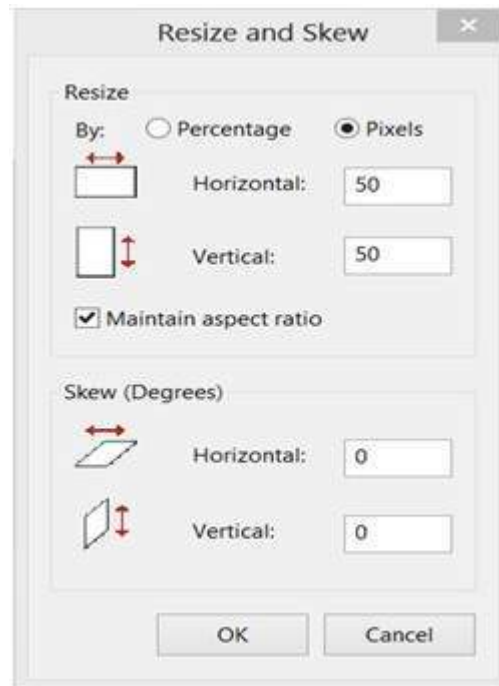 Resize and Skew
Resize
By: Percentage Pixels
Horizontal: 50
Vertical: 50
Maintain aspect ratio
Skew (Degrees)
Horizontal: 0
Vertical: 0
OK Cancel